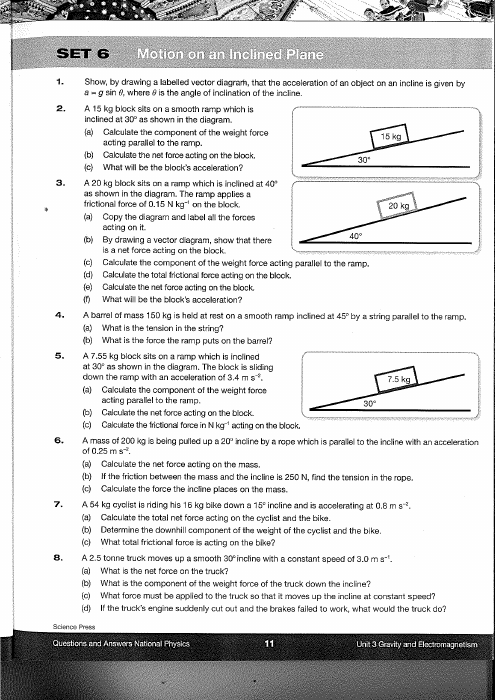 SET 6 Motion on an Inclined Plane
1. Show, by drawing a labelled vector diagram, that the acceleration of an object on an incline is given by
a = g sin θ, where θ is the angle of inclination of the incline.
2. A 15 kg block sits on a smooth ramp which is
inclined at 30° as shown in the diagram.
(a) Calculate the component of the weight force
acting parallel to the ramp.
(b) Calculate the net force acting on the block.
(c) What will be the block's acceleration?
15 kg
30°
3. A 20 kg block sits on a ramp which is inclined at 40°
as shown in the diagram. The ramp applies a
frictional force of 0.15 N kg⁻¹ on the block.
(a) Copy the diagram and label all the forces
acting on it.
(b) By drawing a vector diagram, show that there
is a net force acting on the block.
20 kg
40°
(c) Calculate the component of the weight force acting parallel to the ramp.
(d) Calculate the total frictional force acting on the block.
(e) Calculate the net force acting on the block.
(f) What will be the block's acceleration?
4. A barrel of mass 150 kg is held at rest on a smooth ramp inclined at 45° by a string parallel to the ramp.
(a) What is the tension in the string?
(b) What is the force the ramp puts on the barrel?
5. A 7.55 kg block sits on a ramp which is inclined
at 30° as shown in the diagram. The block is sliding
down the ramp with an acceleration of 3.4 m s⁻².
(a) Calculate the component of the weight force
acting parallel to the ramp.
(b) Calculate the net force acting on the block.
(c) Calculate the frictional force in N kg⁻¹ acting on the block.
7.5 kg
30°
6. A mass of 200 kg is being pulled up a 20° incline by a rope which is parallel to the incline with an acceleration
of 0.25 m s⁻².
(a) Calculate the net force acting on the mass.
(b) If the friction between the mass and the incline is 250 N, find the tension in the rope.
(c) Calculate the force the incline places on the mass.
7. A 54 kg cyclist is riding his 16 kg bike down a 15° incline and is accelerating at 0.8 m s⁻².
(a) Calculate the total net force acting on the cyclist and the bike.
(b) Determine the downhill component of the weight of the cyclist and the bike.
(c) What total frictional force is acting on the bike?
8. A 2.5 tonne truck moves up a smooth 30° incline with a constant speed of 3.0 m s⁻¹.
(a) What is the net force on the truck?
(b) What is the component of the weight force of the truck down the incline?
(c) What force must be applied to the truck so that it moves up the incline at constant speed?
(d) If the truck's engine suddenly cut out and the brakes failed to work, what would the truck do?
Science Press
Questions and Answers National Physics 11 Unit 3 Gravity and Electromagnetism